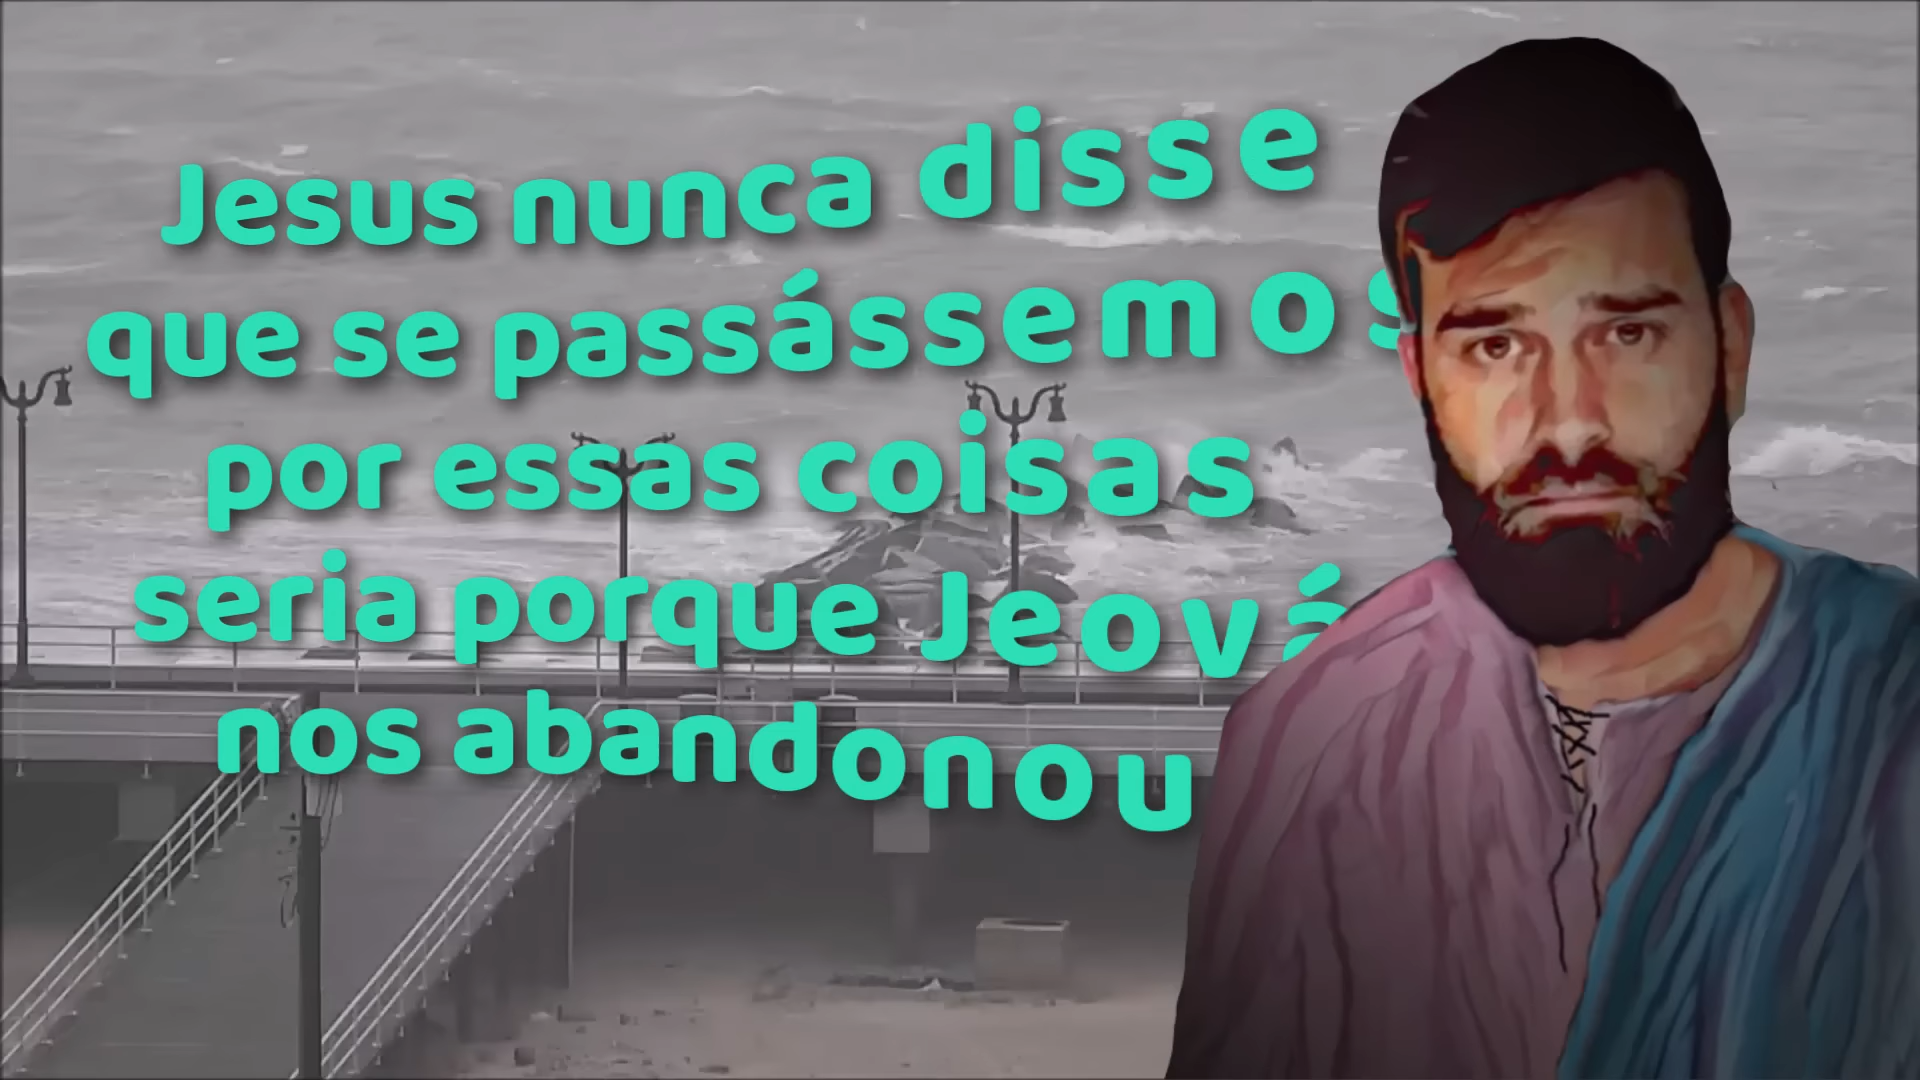 Jesus nunca disse
que se passássemos
por essas coisas
seria porque Jeová
nos abandonou